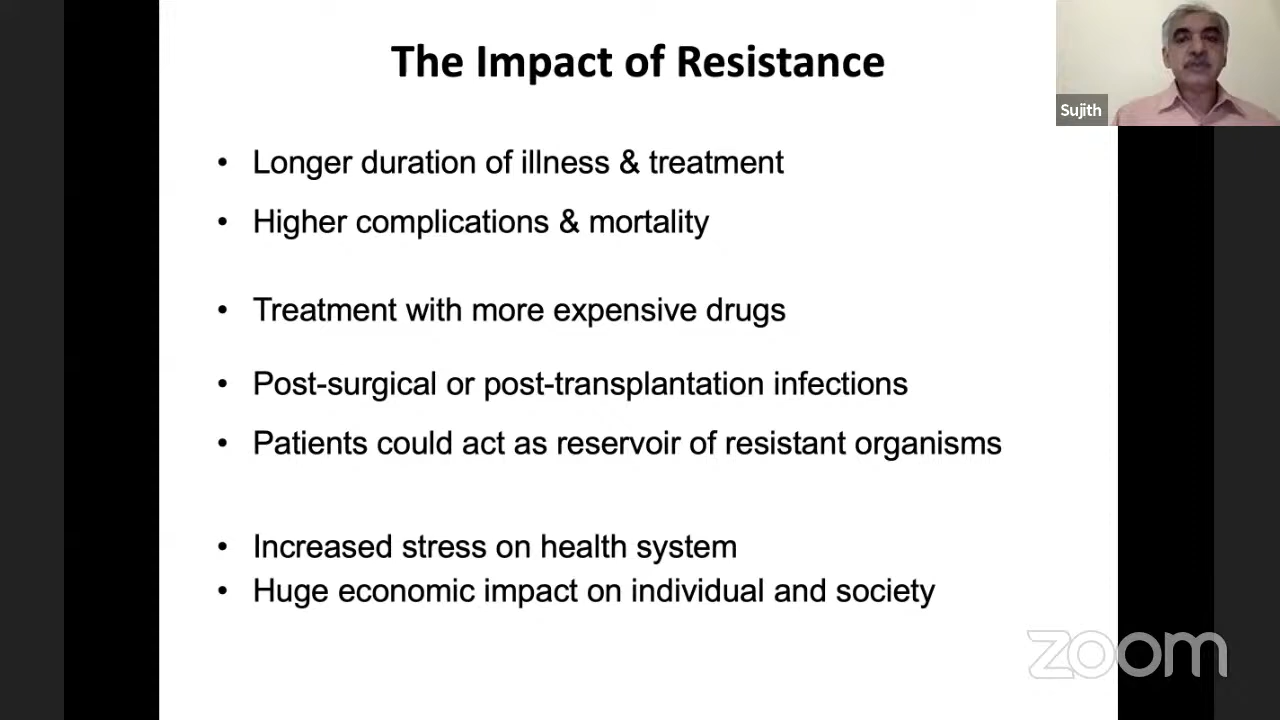 The Impact of Resistance
Sujith
• Longer duration of illness & treatment
• Higher complications & mortality
• Treatment with more expensive drugs
• Post-surgical or post-transplantation infections
• Patients could act as reservoir of resistant organisms
• Increased stress on health system
• Huge economic impact on individual and society
zoom